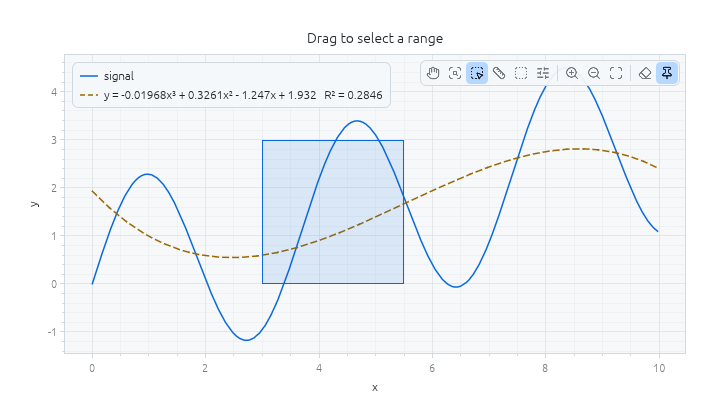 Drag to select a range
signal
y = -0.01968x³ + 0.3261x² - 1.247x + 1.932   R² = 0.2846
4
3
2
1
0
-1
y
0 2 4 6 8 10
x